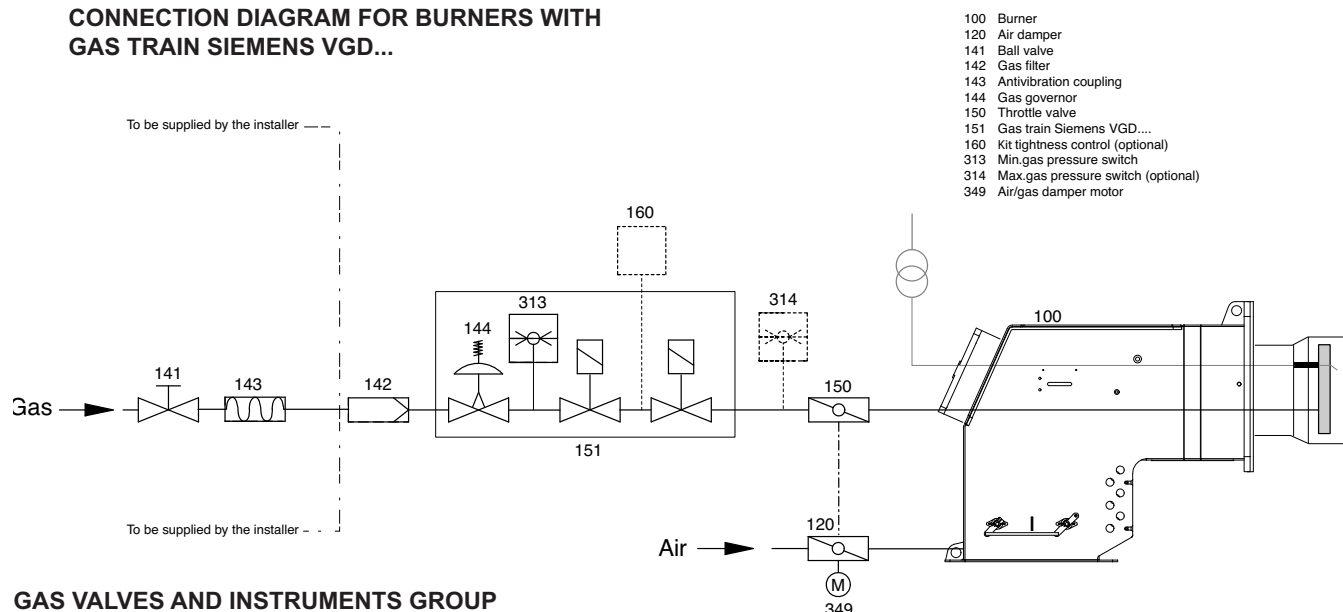 CONNECTION DIAGRAM FOR BURNERS WITH
GAS TRAIN SIEMENS VGD...
100 Burner
120 Air damper
141 Ball valve
142 Gas filter
143 Antivibration coupling
144 Gas governor
150 Throttle valve
151 Gas train Siemens VGD....
160 Kit tightness control (optional)
313 Min.gas pressure switch
314 Max.gas pressure switch (optional)
349 Air/gas damper motor
To be supplied by the installer
160
313
314
100
144
141
143
142
150
Gas
151
To be supplied by the installer
120
Air
M
349
GAS VALVES AND INSTRUMENTS GROUP